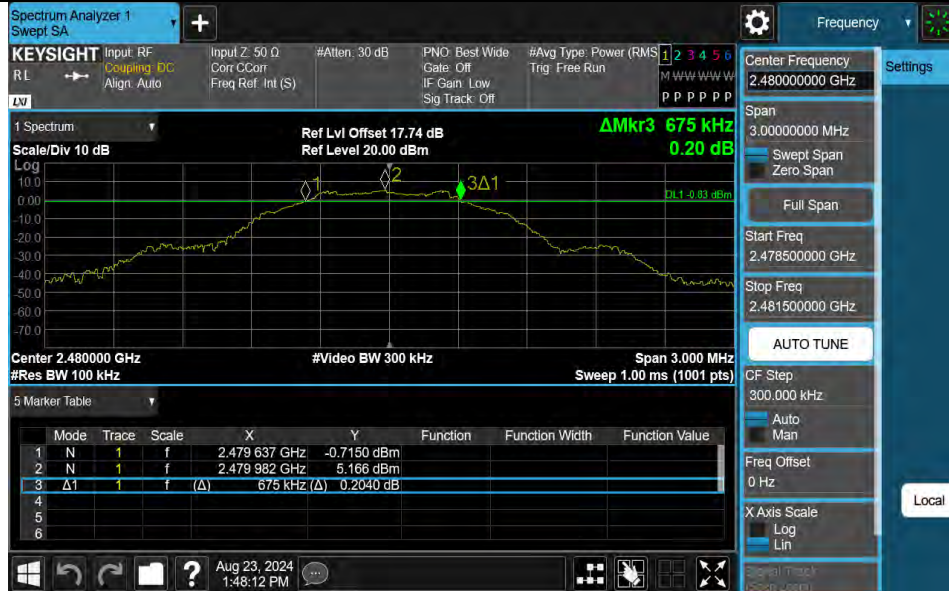 Spectrum Analyzer 1
Swept SA
+
Frequency
KEYSIGHT
RL
LXI
Input: RF
Coupling: DC
Align: Auto
Input Z: 50 Ω
Corr CCorr
Freq Ref: Int (S)
#Atten: 30 dB
PNO: Best Wide
Gate: Off
IF Gain: Low
Sig Track: Off
#Avg Type: Power (RMS
Trig: Free Run
1 2 3 4 5 6
M W W W W W
P P P P P P
1 Spectrum
Scale/Div 10 dB
Ref Lvl Offset 17.74 dB
Ref Level 20.00 dBm
ΔMkr3 675 kHz
0.20 dB
Log
10.0
0.00
-10.0
-20.0
-30.0
-40.0
-50.0
-60.0
-70.0
1
2
3Δ1
DL1 -0.83 dBm
Center 2.480000 GHz
#Video BW 300 kHz
Span 3.000 MHz
#Res BW 100 kHz
Sweep 1.00 ms (1001 pts)
5 Marker Table
Mode Trace Scale X Y Function Function Width Function Value
1 N 1 f 2.479 637 GHz -0.7150 dBm
2 N 1 f 2.479 982 GHz 5.166 dBm
3 Δ1 1 f (Δ) 675 kHz (Δ) 0.2040 dB
4
5
6
Aug 23, 2024
1:48:12 PM
Center Frequency
2.480000000 GHz
Span
3.00000000 MHz
Swept Span
Zero Span
Full Span
Start Freq
2.478500000 GHz
Stop Freq
2.481500000 GHz
AUTO TUNE
CF Step
300.000 kHz
Auto
Man
Freq Offset
0 Hz
X Axis Scale
Log
Lin
Signal Track
Settings
Local